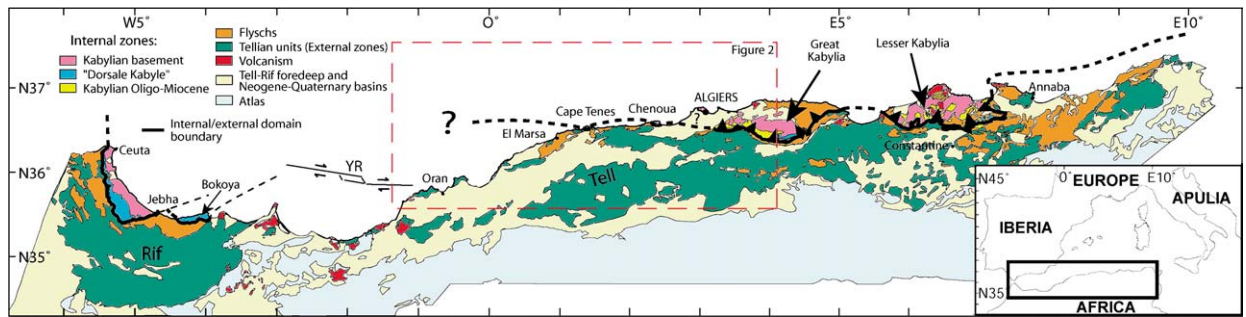 W5° O° E5° E10°
Internal zones:
Kabylian basement
"Dorsale Kabyle"
Kabylian Oligo-Miocene
Internal/external domain
boundary
Flyschs
Tellian units (External zones)
Volcanism
Tell-Rif foredeep and
Neogene-Quaternary basins
Atlas
Figure 2
Great
Kabylia
Lesser Kabylia
N37°
N36°
N35°
Ceuta
Jebha
Bokoya
Rif
YR
?
Oran
El Marsa
Cape Tenes
Chenoua
ALGIERS
?
Tell
Constantine
Annaba
N45° 0° E10°
EUROPE
APULIA
IBERIA
N35
AFRICA